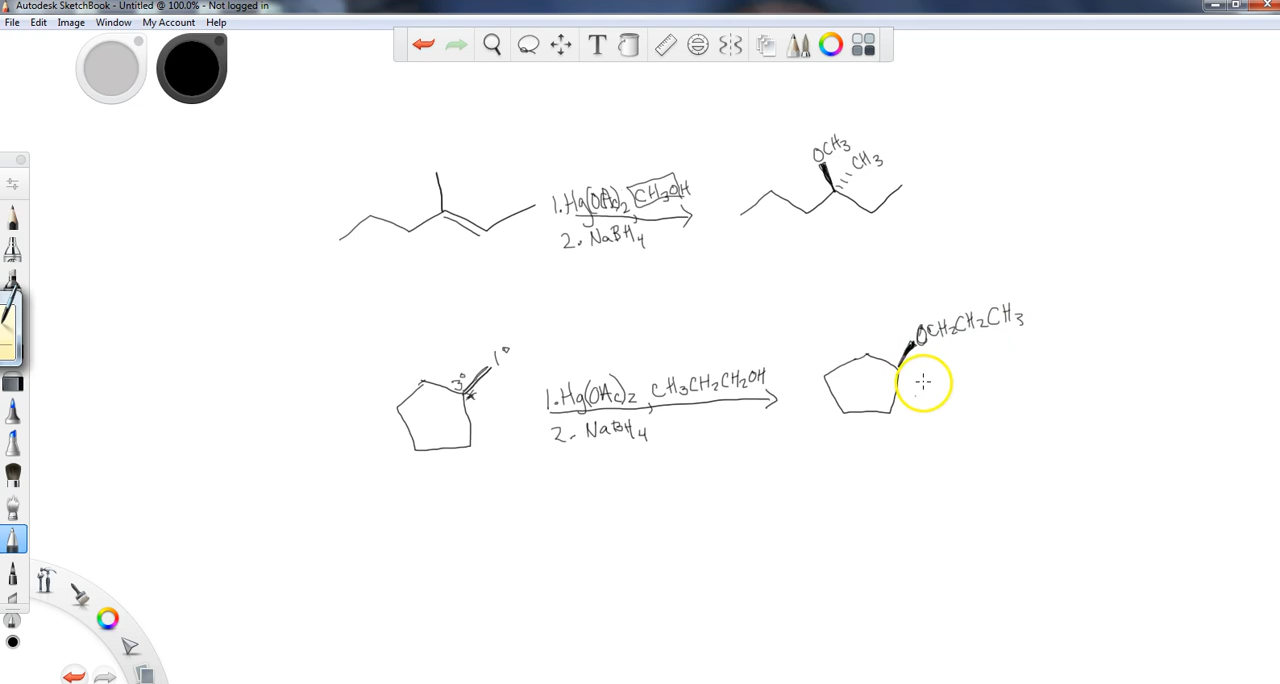 Autodesk SketchBook - Untitled @ 100.0% - Not logged in
File Edit Image Window My Account Help
T
OCH3
CH3
1. Hg(OAc)2, CH3OH
2. NaBH4
OCH2CH2CH3
1°
3°
1. Hg(OAc)2, CH3CH2CH2OH
2. NaBH4